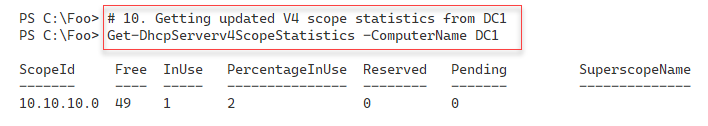 PS C:\Foo> # 10. Getting updated V4 scope statistics from DC1
PS C:\Foo> Get-DhcpServerv4ScopeStatistics -ComputerName DC1
ScopeId Free InUse PercentageInUse Reserved Pending SuperscopeName
------- ---- ----- --------------- -------- ------- --------------
10.10.10.0 49 1 2 0 0